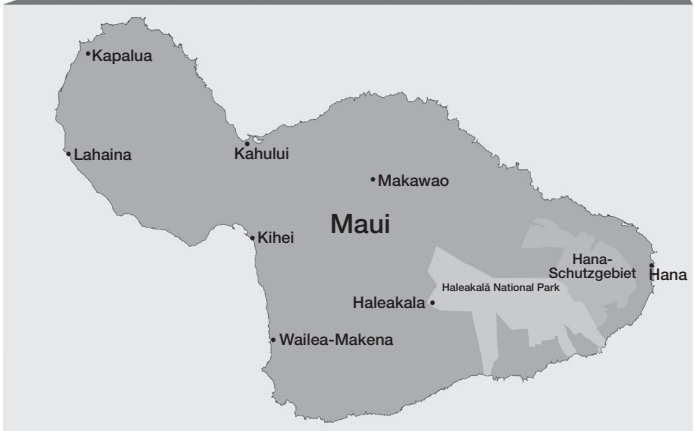 Kapalua
Lahaina
Kahului
Makawao
Maui
Kihei
Hana-
Schutzgebiet
Hana
Haleakalā National Park
Haleakala
Wailea-Makena